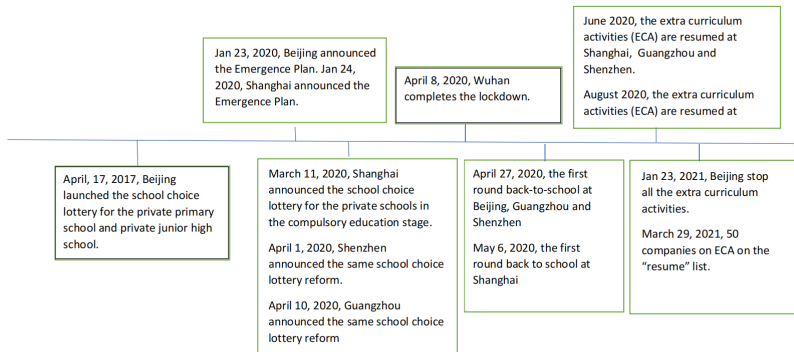 Jan 23, 2020, Beijing announced
the Emergence Plan. Jan 24,
2020, Shanghai announced the
Emergence Plan.
April 8, 2020, Wuhan
completes the lockdown.
June 2020, the extra curriculum
activities (ECA) are resumed at
Shanghai, Guangzhou and
Shenzhen.
August 2020, the extra curriculum
activities (ECA) are resumed at
April, 17, 2017, Beijing
launched the school choice
lottery for the private primary
school and private junior high
school.
March 11, 2020, Shanghai
announced the school choice
lottery for the private schools in
the compulsory education stage.
April 1, 2020, Shenzhen
announced the same school choice
lottery reform.
April 10, 2020, Guangzhou
announced the same school choice
lottery reform
April 27, 2020, the first
round back-to-school at
Beijing, Guangzhou and
Shenzhen
May 6, 2020, the first
round back to school at
Shanghai
Jan 23, 2021, Beijing stop
all the extra curriculum
activities.
March 29, 2021, 50
companies on ECA on the
“resume” list.